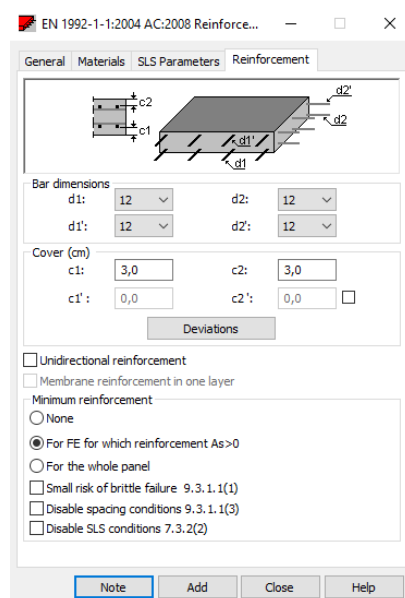 EN 1992-1-1:2004 AC:2008 Reinforce...
General Materials SLS Parameters Reinforcement
c2
c1
d1'
d1
d2'
d2
Bar dimensions
d1: 12 d2: 12
d1': 12 d2': 12
Cover (cm)
c1: 3,0 c2: 3,0
c1': 0,0 c2': 0,0
Deviations
Unidirectional reinforcement
Membrane reinforcement in one layer
Minimum reinforcement
None
For FE for which reinforcement As>0
For the whole panel
Small risk of brittle failure 9.3.1.1(1)
Disable spacing conditions 9.3.1.1(3)
Disable SLS conditions 7.3.2(2)
Note Add Close Help